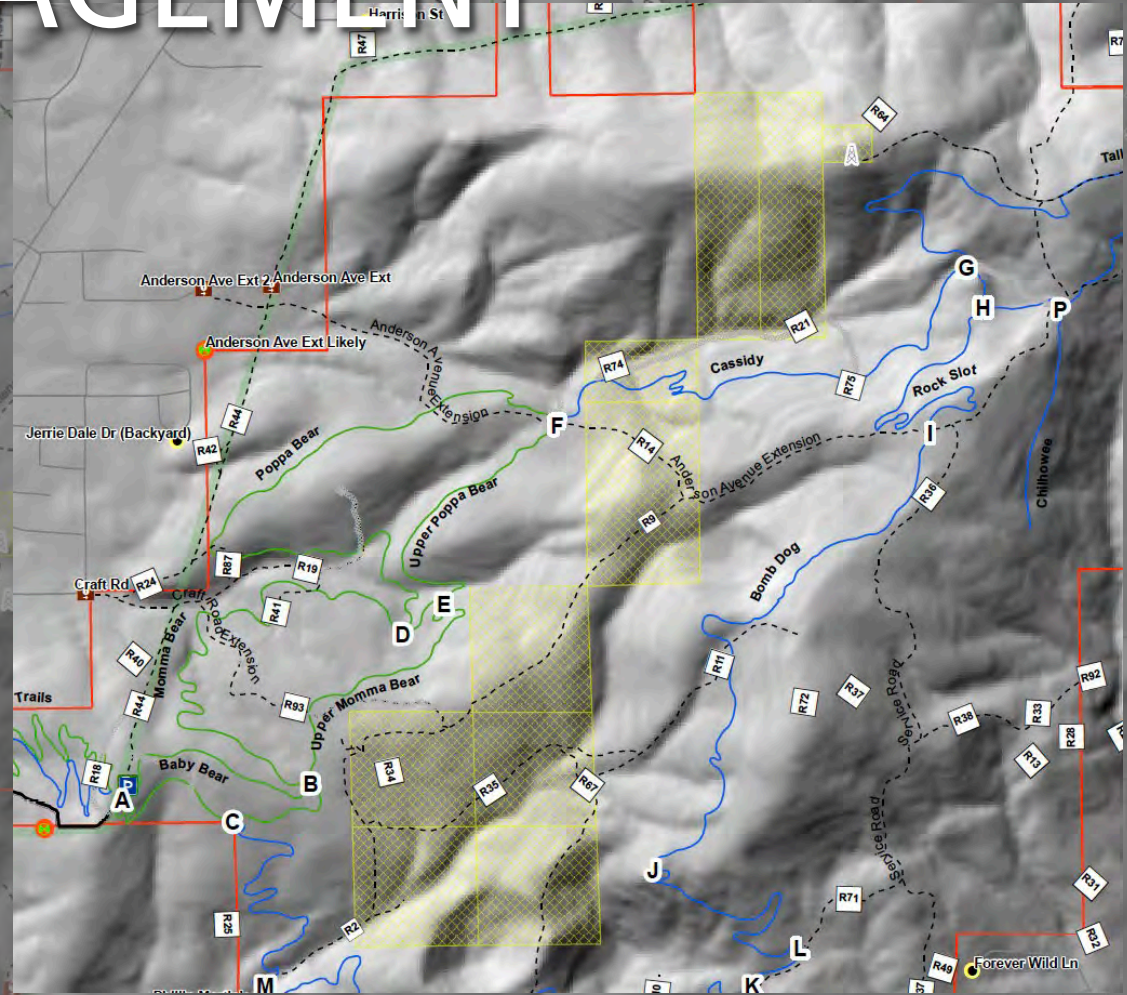 AGEMENT
Harrison St
R47
R64
Anderson Ave Ext 2
Anderson Ave Ext
G
H
P
Anderson Ave Ext Likely
Anderson Avenue Extension
R21
R74
Cassidy
R75
Rock Slot
R44
Jerrie Dale Dr (Backyard)
R42
Poppa Bear
F
R14
I
Anderson Avenue Extension
Chilhowee
Upper Poppa Bear
R36
R9
R87
R19
Craft Rd
R24
Craft Road Extension
R41
E
D
Bomb Dog
Momma Bear
R40
R11
R92
Trails
R44
R93
Upper Momma Bear
R72
R37
Service Road
R38
R33
R28
R13
Baby Bear
R18
P
A
B
R34
R35
R67
C
Service Road
J
R71
R31
R25
R2
R32
L
R49
Forever Wild Ln
M
K